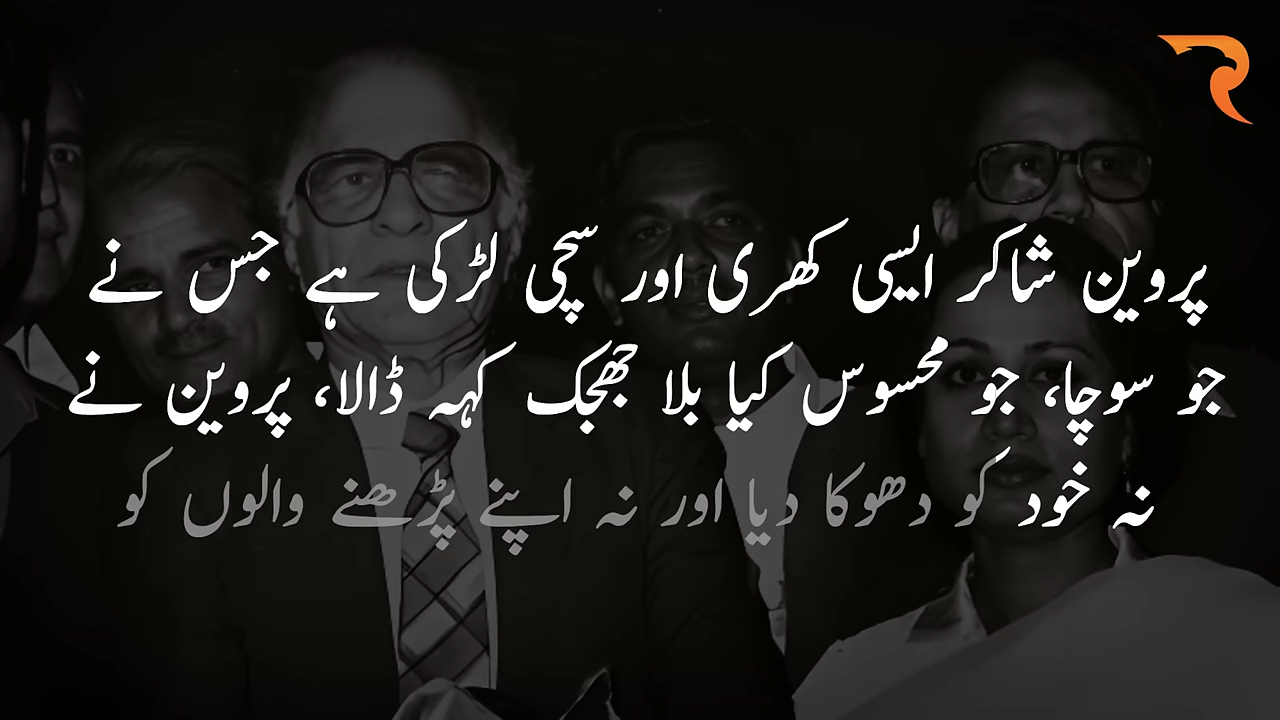 پروین شاکر ایسی کھری اور سچی لڑکی ہے جس نے
جو سوچا، جو محسوس کیا بلا جھجک کہہ ڈالا، پروین نے
نہ خود کو دھوکا دیا اور نہ اپنے پڑھنے والوں کو